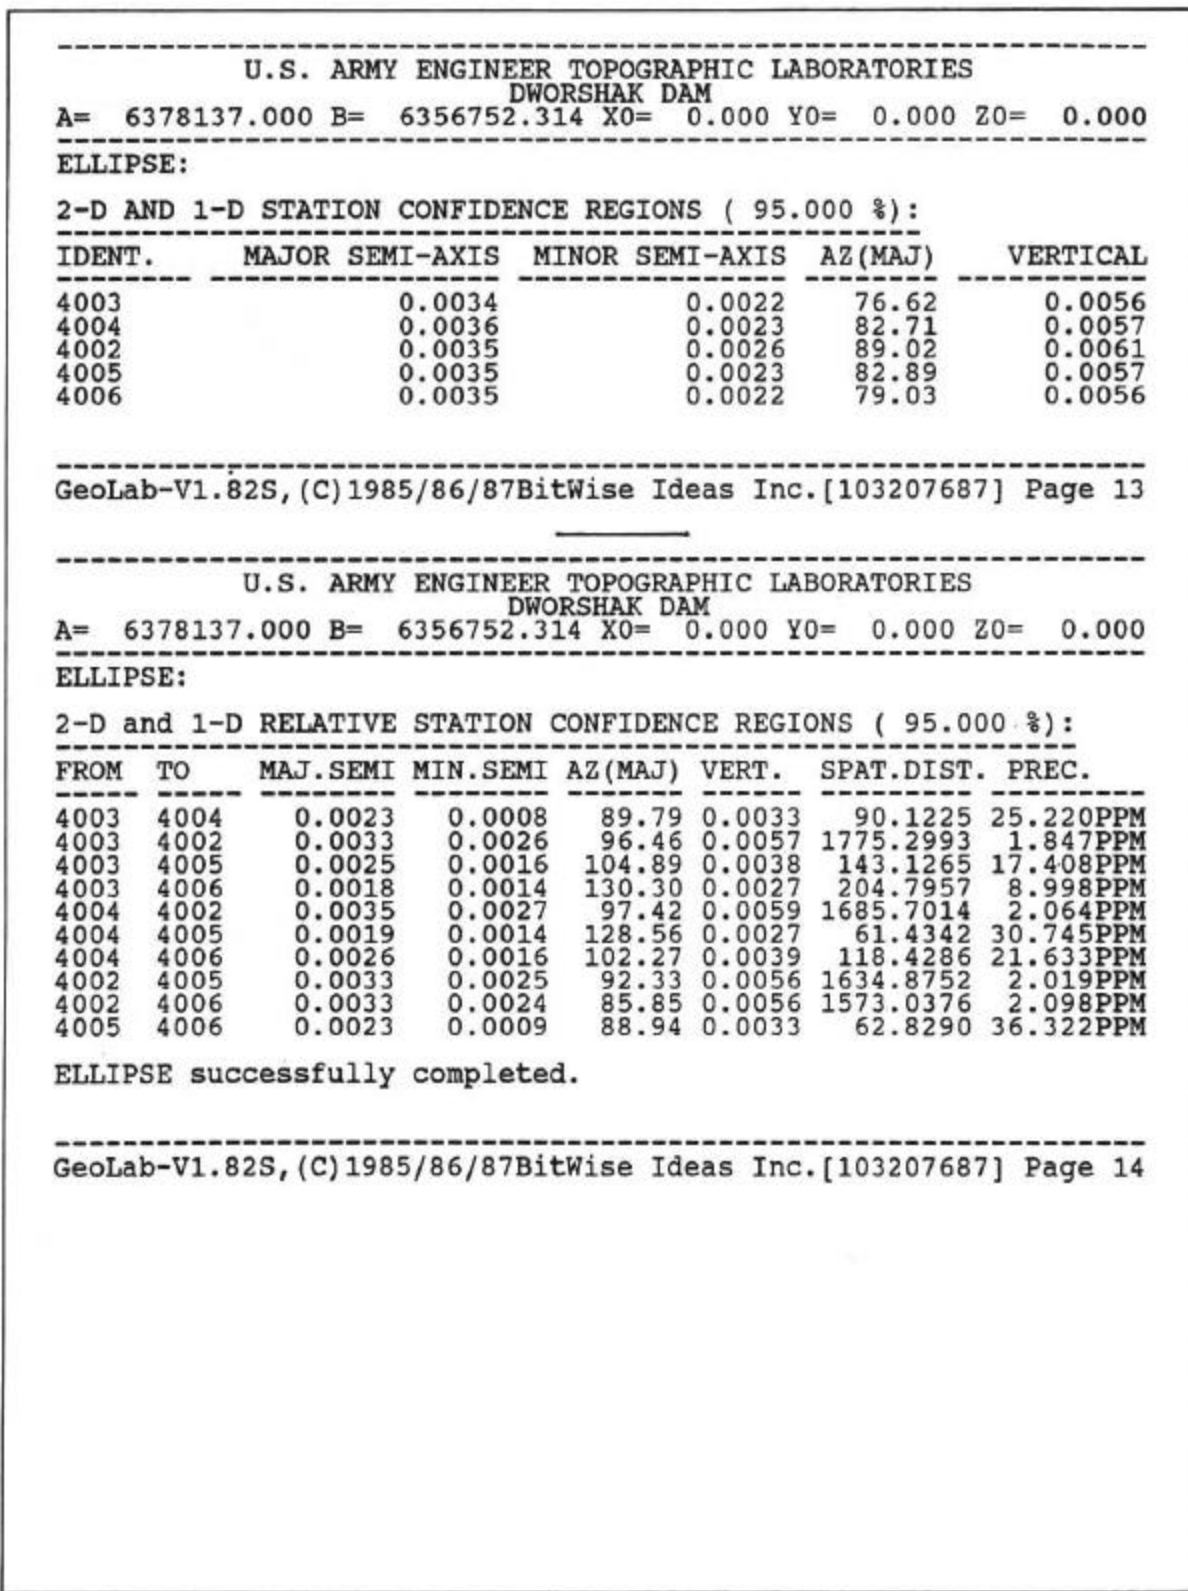 U.S. ARMY ENGINEER TOPOGRAPHIC LABORATORIES
DWORSHAK DAM
A= 6378137.000 B= 6356752.314 X0= 0.000 Y0= 0.000 Z0= 0.000
ELLIPSE:
2-D AND 1-D STATION CONFIDENCE REGIONS ( 95.000 %):
IDENT. MAJOR SEMI-AXIS MINOR SEMI-AXIS AZ(MAJ) VERTICAL
4003 0.0034 0.0022 76.62 0.0056
4004 0.0036 0.0023 82.71 0.0057
4002 0.0035 0.0026 89.02 0.0061
4005 0.0035 0.0023 82.89 0.0057
4006 0.0035 0.0022 79.03 0.0056
GeoLab-V1.82S,(C)1985/86/87BitWise Ideas Inc.[103207687] Page 13
U.S. ARMY ENGINEER TOPOGRAPHIC LABORATORIES
DWORSHAK DAM
A= 6378137.000 B= 6356752.314 X0= 0.000 Y0= 0.000 Z0= 0.000
ELLIPSE:
2-D and 1-D RELATIVE STATION CONFIDENCE REGIONS ( 95.000 %):
FROM TO MAJ.SEMI MIN.SEMI AZ(MAJ) VERT. SPAT.DIST. PREC.
4003 4004 0.0023 0.0008 89.79 0.0033 90.1225 25.220PPM
4003 4002 0.0033 0.0026 96.46 0.0057 1775.2993 1.847PPM
4003 4005 0.0025 0.0016 104.89 0.0038 143.1265 17.408PPM
4003 4006 0.0018 0.0014 130.30 0.0027 204.7957 8.998PPM
4004 4002 0.0035 0.0027 97.42 0.0059 1685.7014 2.064PPM
4004 4005 0.0019 0.0014 128.56 0.0027 61.4342 30.745PPM
4004 4006 0.0026 0.0016 102.27 0.0039 118.4286 21.633PPM
4002 4005 0.0033 0.0025 92.33 0.0056 1634.8752 2.019PPM
4002 4006 0.0033 0.0024 85.85 0.0056 1573.0376 2.098PPM
4005 4006 0.0023 0.0009 88.94 0.0033 62.8290 36.322PPM
ELLIPSE successfully completed.
GeoLab-V1.82S,(C)1985/86/87BitWise Ideas Inc.[103207687] Page 14